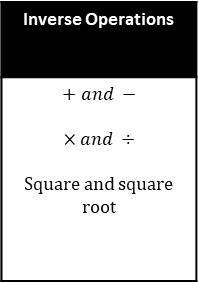 Inverse Operations
+ and −
× and ÷
Square and square
root